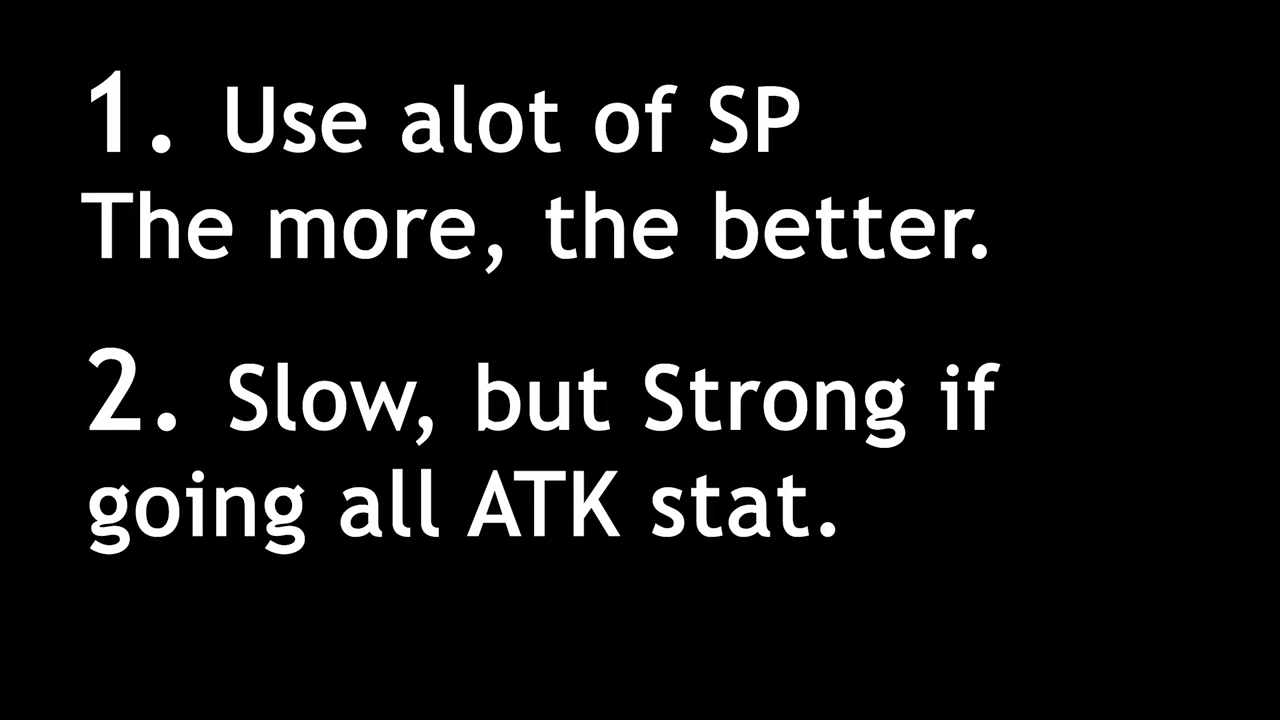 1. Use alot of SP
The more, the better.
2. Slow, but Strong if
going all ATK stat.